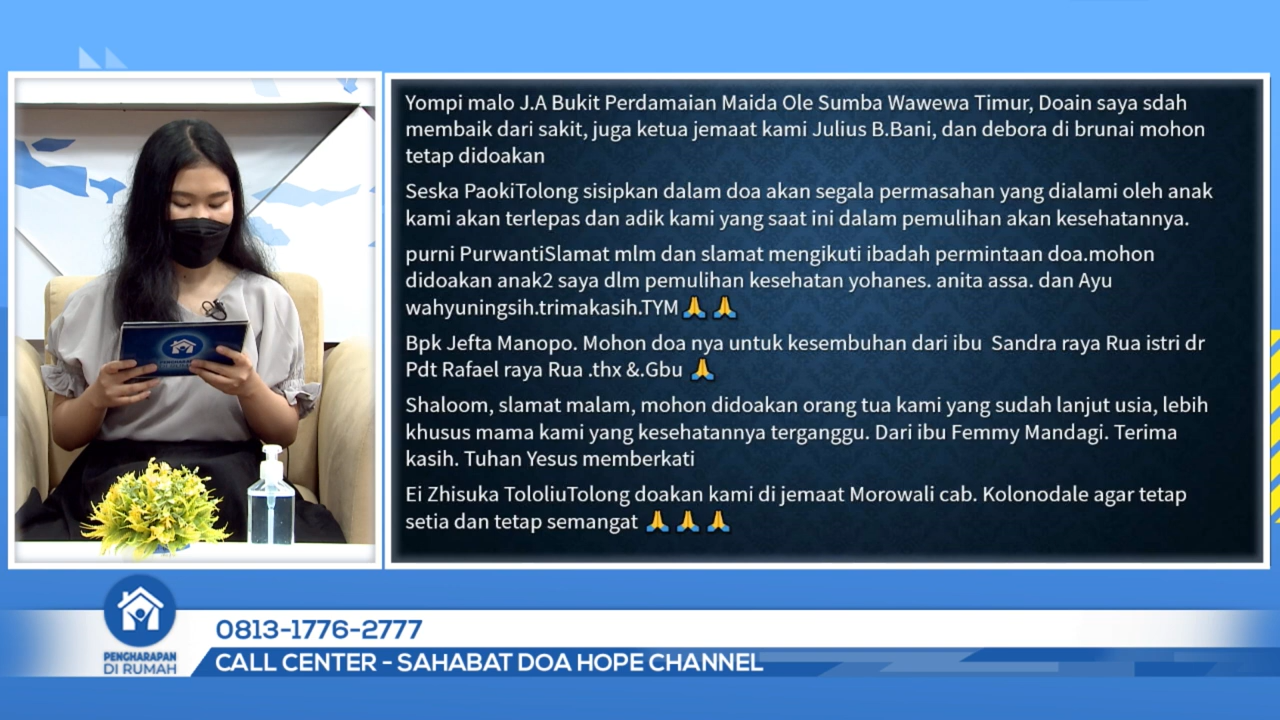 Yompi malo J.A Bukit Perdamaian Maida Ole Sumba Wawewa Timur, Doain saya sdah
membaik dari sakit, juga ketua jemaat kami Julius B.Bani, dan debora di brunai mohon
tetap didoakan
Seska PaokiTolong sisipkan dalam doa akan segala permasahan yang dialami oleh anak
kami akan terlepas dan adik kami yang saat ini dalam pemulihan akan kesehatannya.
purni PurwantiSlamat mlm dan slamat mengikuti ibadah permintaan doa.mohon
didoakan anak2 saya dlm pemulihan kesehatan yohanes. anita assa. dan Ayu
wahyuningsih.trimakasih.TYM🙏 🙏
Bpk Jefta Manopo. Mohon doa nya untuk kesembuhan dari ibu  Sandra raya Rua istri dr
Pdt Rafael raya Rua .thx &.Gbu 🙏
Shaloom, slamat malam, mohon didoakan orang tua kami yang sudah lanjut usia, lebih
khusus mama kami yang kesehatannya terganggu. Dari ibu Femmy Mandagi. Terima
kasih. Tuhan Yesus memberkati
Ei Zhisuka TololiuTolong doakan kami di jemaat Morowali cab. Kolonodale agar tetap
setia dan tetap semangat 🙏 🙏 🙏
0813-1776-2777
CALL CENTER - SAHABAT DOA HOPE CHANNEL
PENGHARAPAN
DI RUMAH